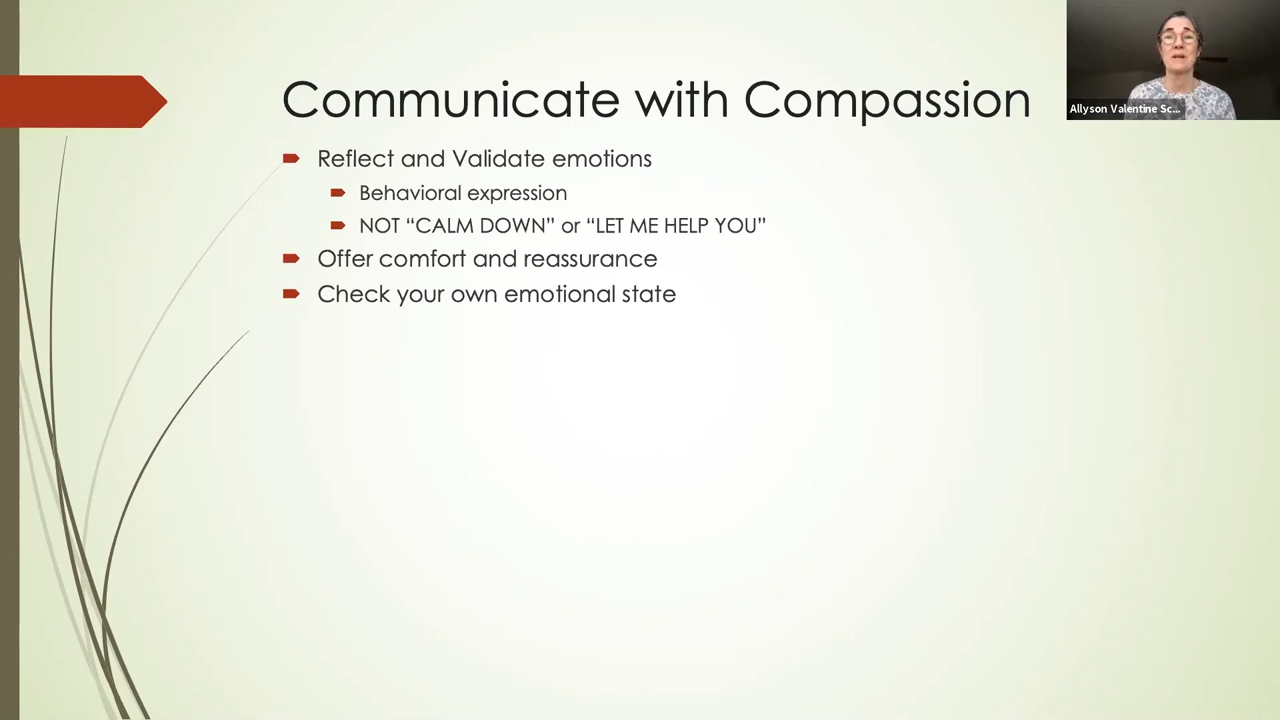 Communicate with Compassion
Reflect and Validate emotions
Behavioral expression
NOT “CALM DOWN” or “LET ME HELP YOU”
Offer comfort and reassurance
Check your own emotional state
Allyson Valentine Sc...